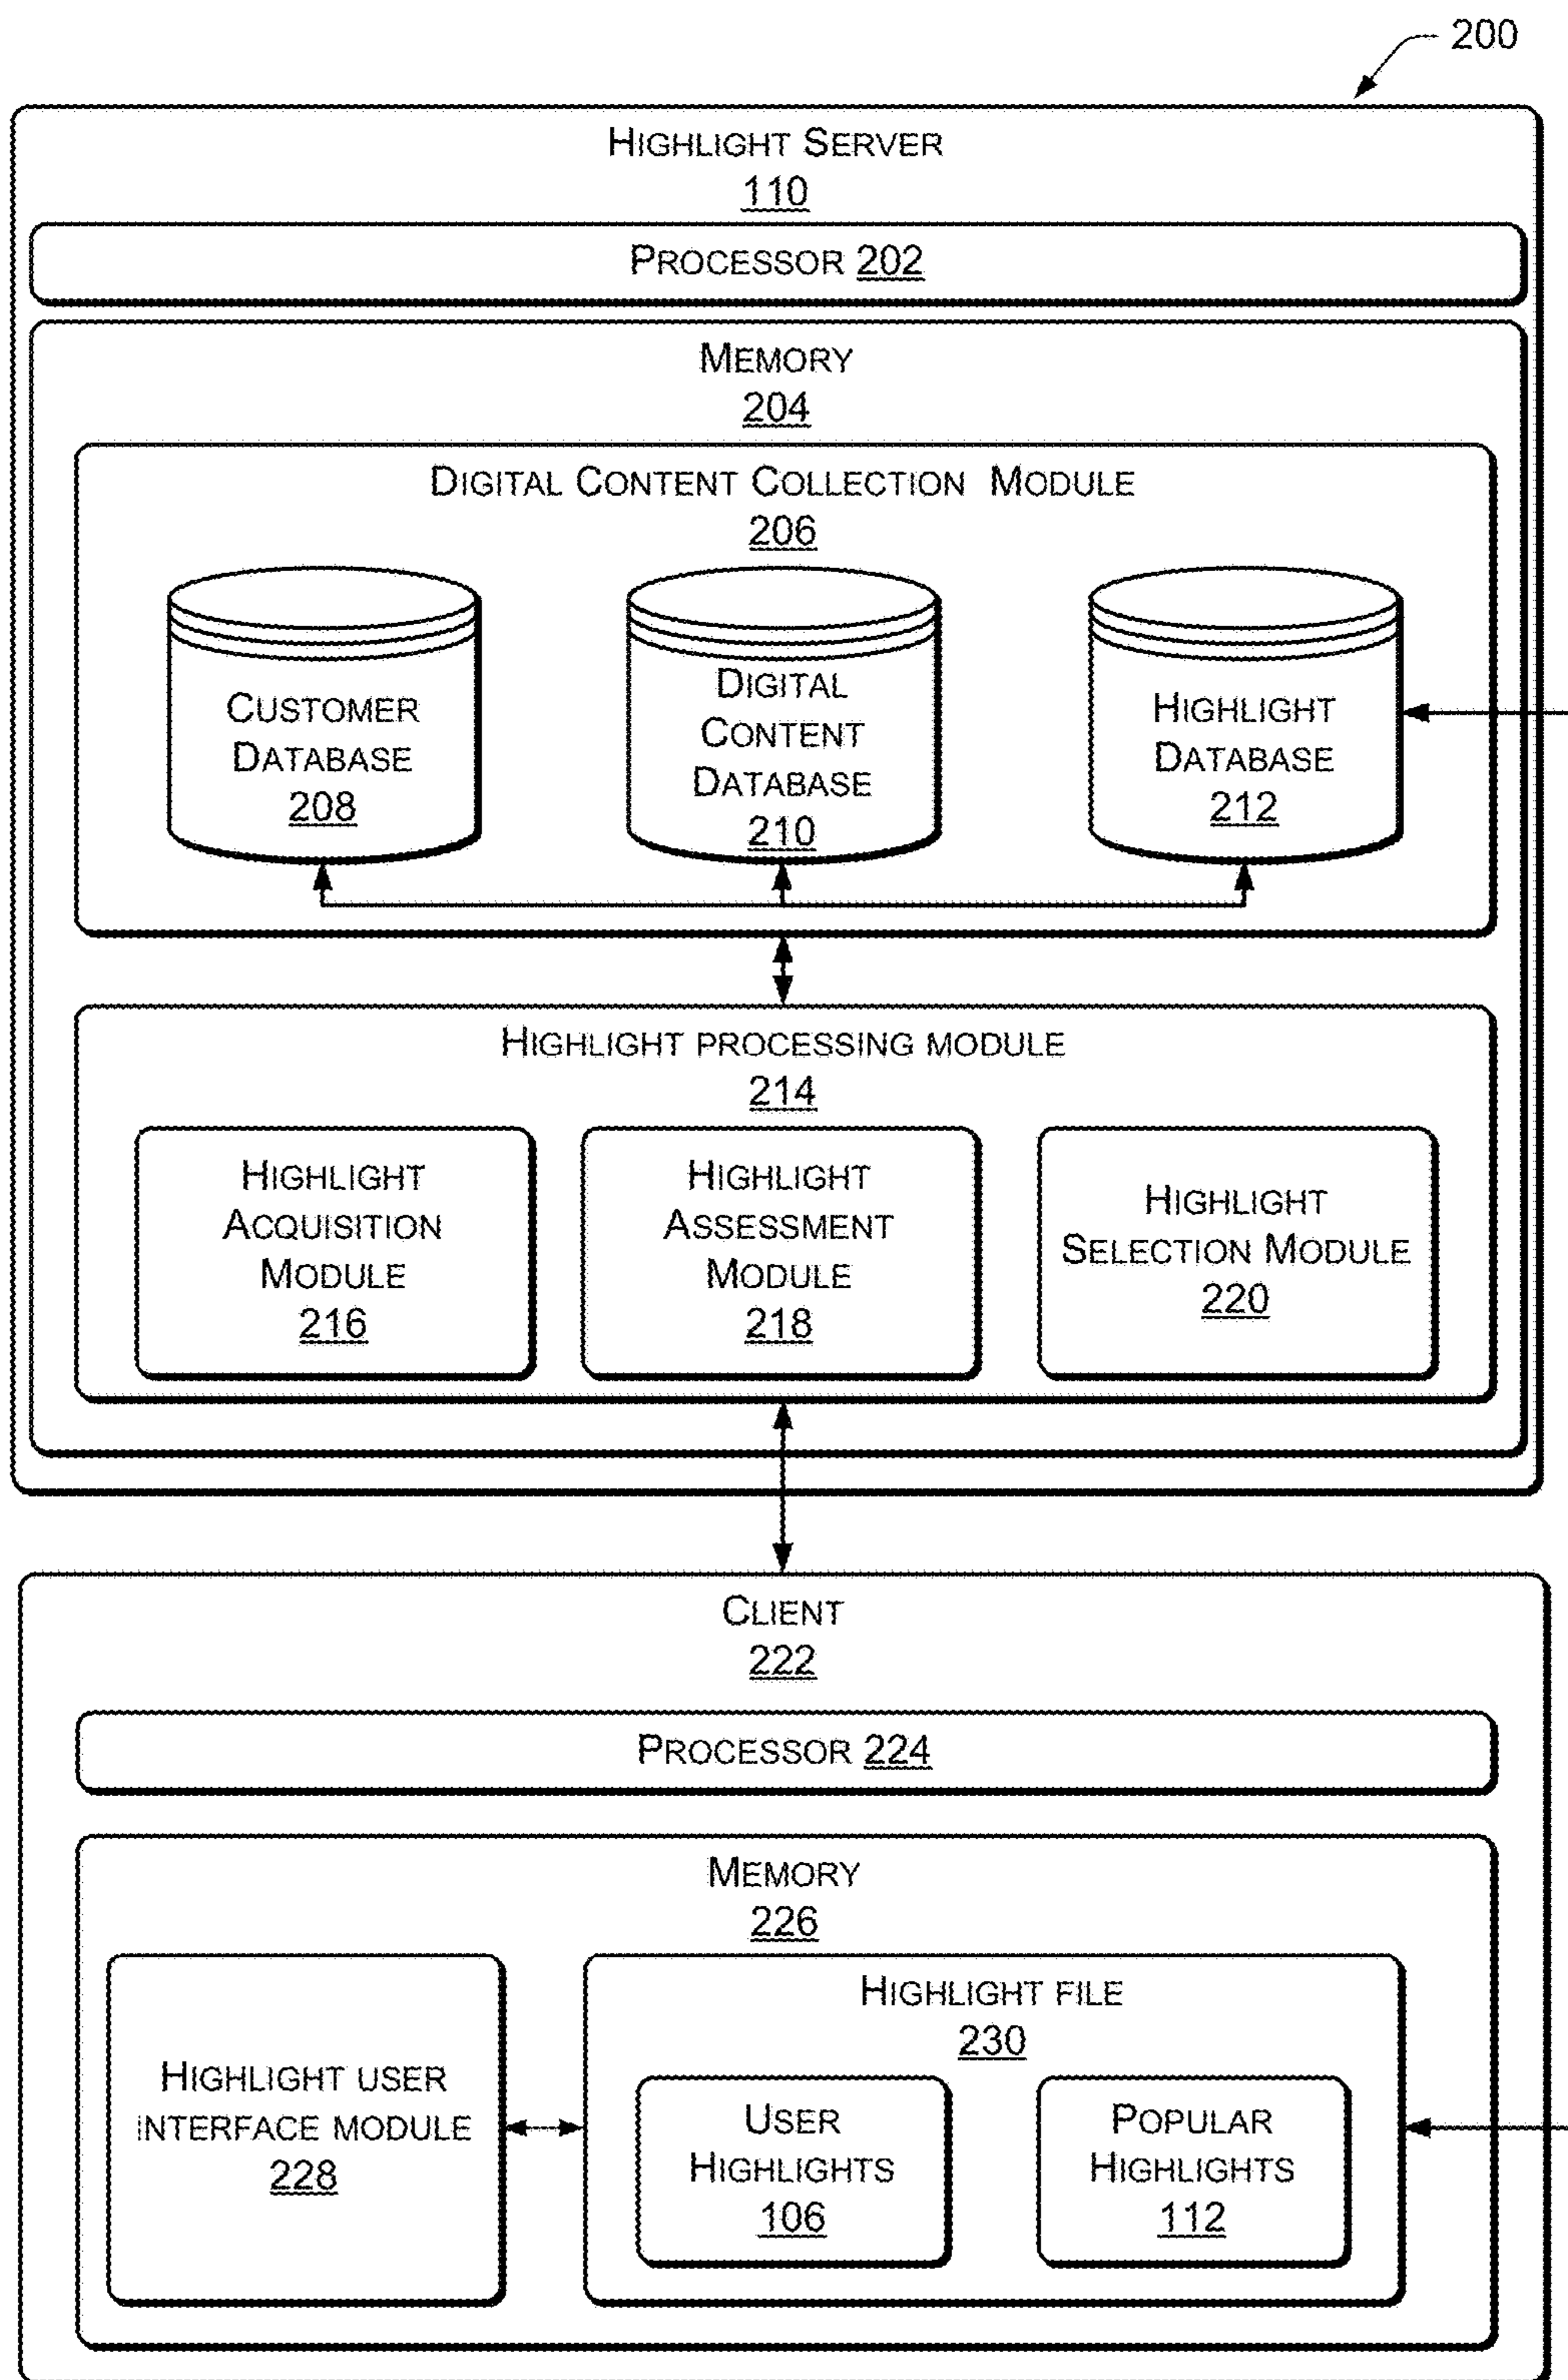 200
HIGHLIGHT SERVER
110
PROCESSOR 202
MEMORY
204
DIGITAL CONTENT COLLECTION MODULE
206
CUSTOMER
DATABASE
208
DIGITAL
CONTENT
DATABASE
210
HIGHLIGHT
DATABASE
212
HIGHLIGHT PROCESSING MODULE
214
HIGHLIGHT
ACQUISITION
MODULE
216
HIGHLIGHT
ASSESSMENT
MODULE
218
HIGHLIGHT
SELECTION MODULE
220
CLIENT
222
PROCESSOR 224
MEMORY
226
HIGHLIGHT USER
INTERFACE MODULE
228
HIGHLIGHT FILE
230
USER
HIGHLIGHTS
106
POPULAR
HIGHLIGHTS
112